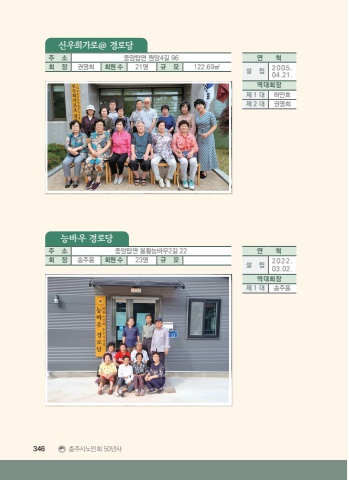 신우희가로@ 경로당
주 소 중앙탑면 원앙4길 96
회 장 권영희 회원 수 21명 규 모 122.69㎡
연 혁
설 립 2005. 04.21.
역대회장
제 1 대 허만호
제 2 대 권영희
능바우 경로당
주 소 중앙탑면 봉황능바우2길 22
회 장 송주용 회원 수 23명 규 모
연 혁
설 립 2022. 03.02.
역대회장
제 1 대 송주용
능바우경로당
346 충주시노인회 50년사